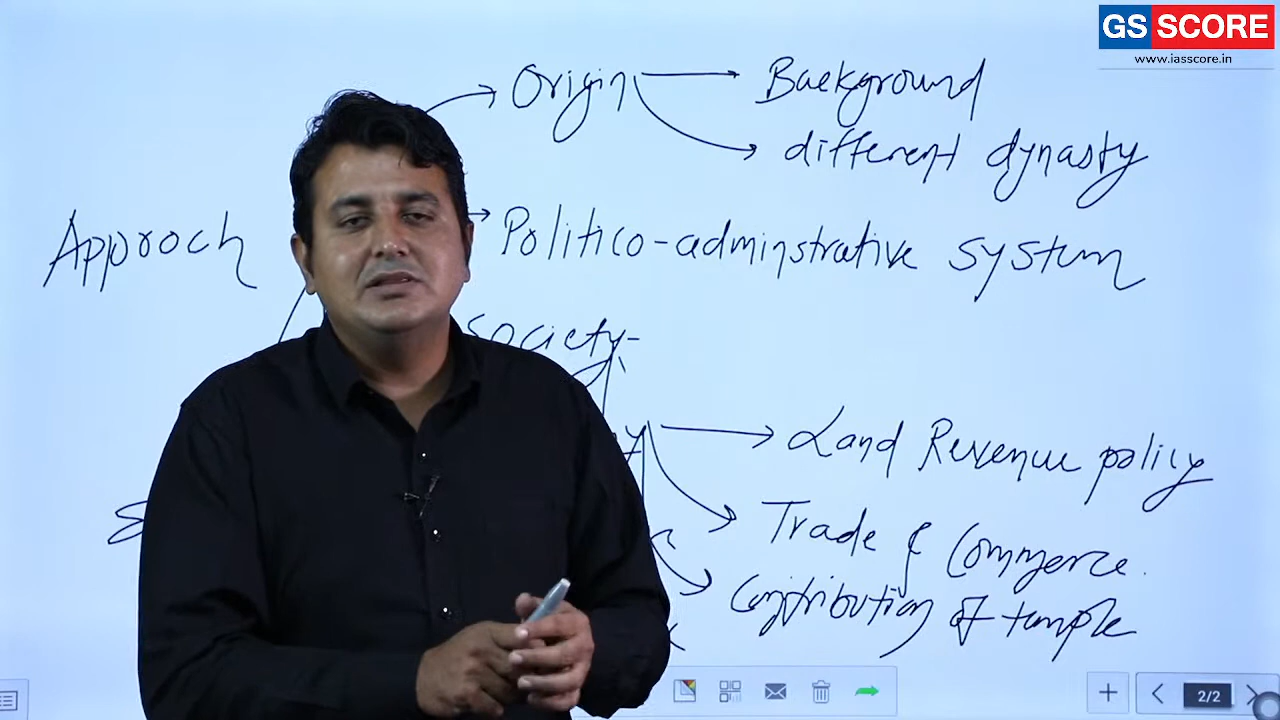 GS SCORE
www.iasscore.in
Origin Background
different dynasty
Approch Politico-adminstrative system
Society-
Land Revenue policy
Trade & Commerce.
Contribution of temple
2/2